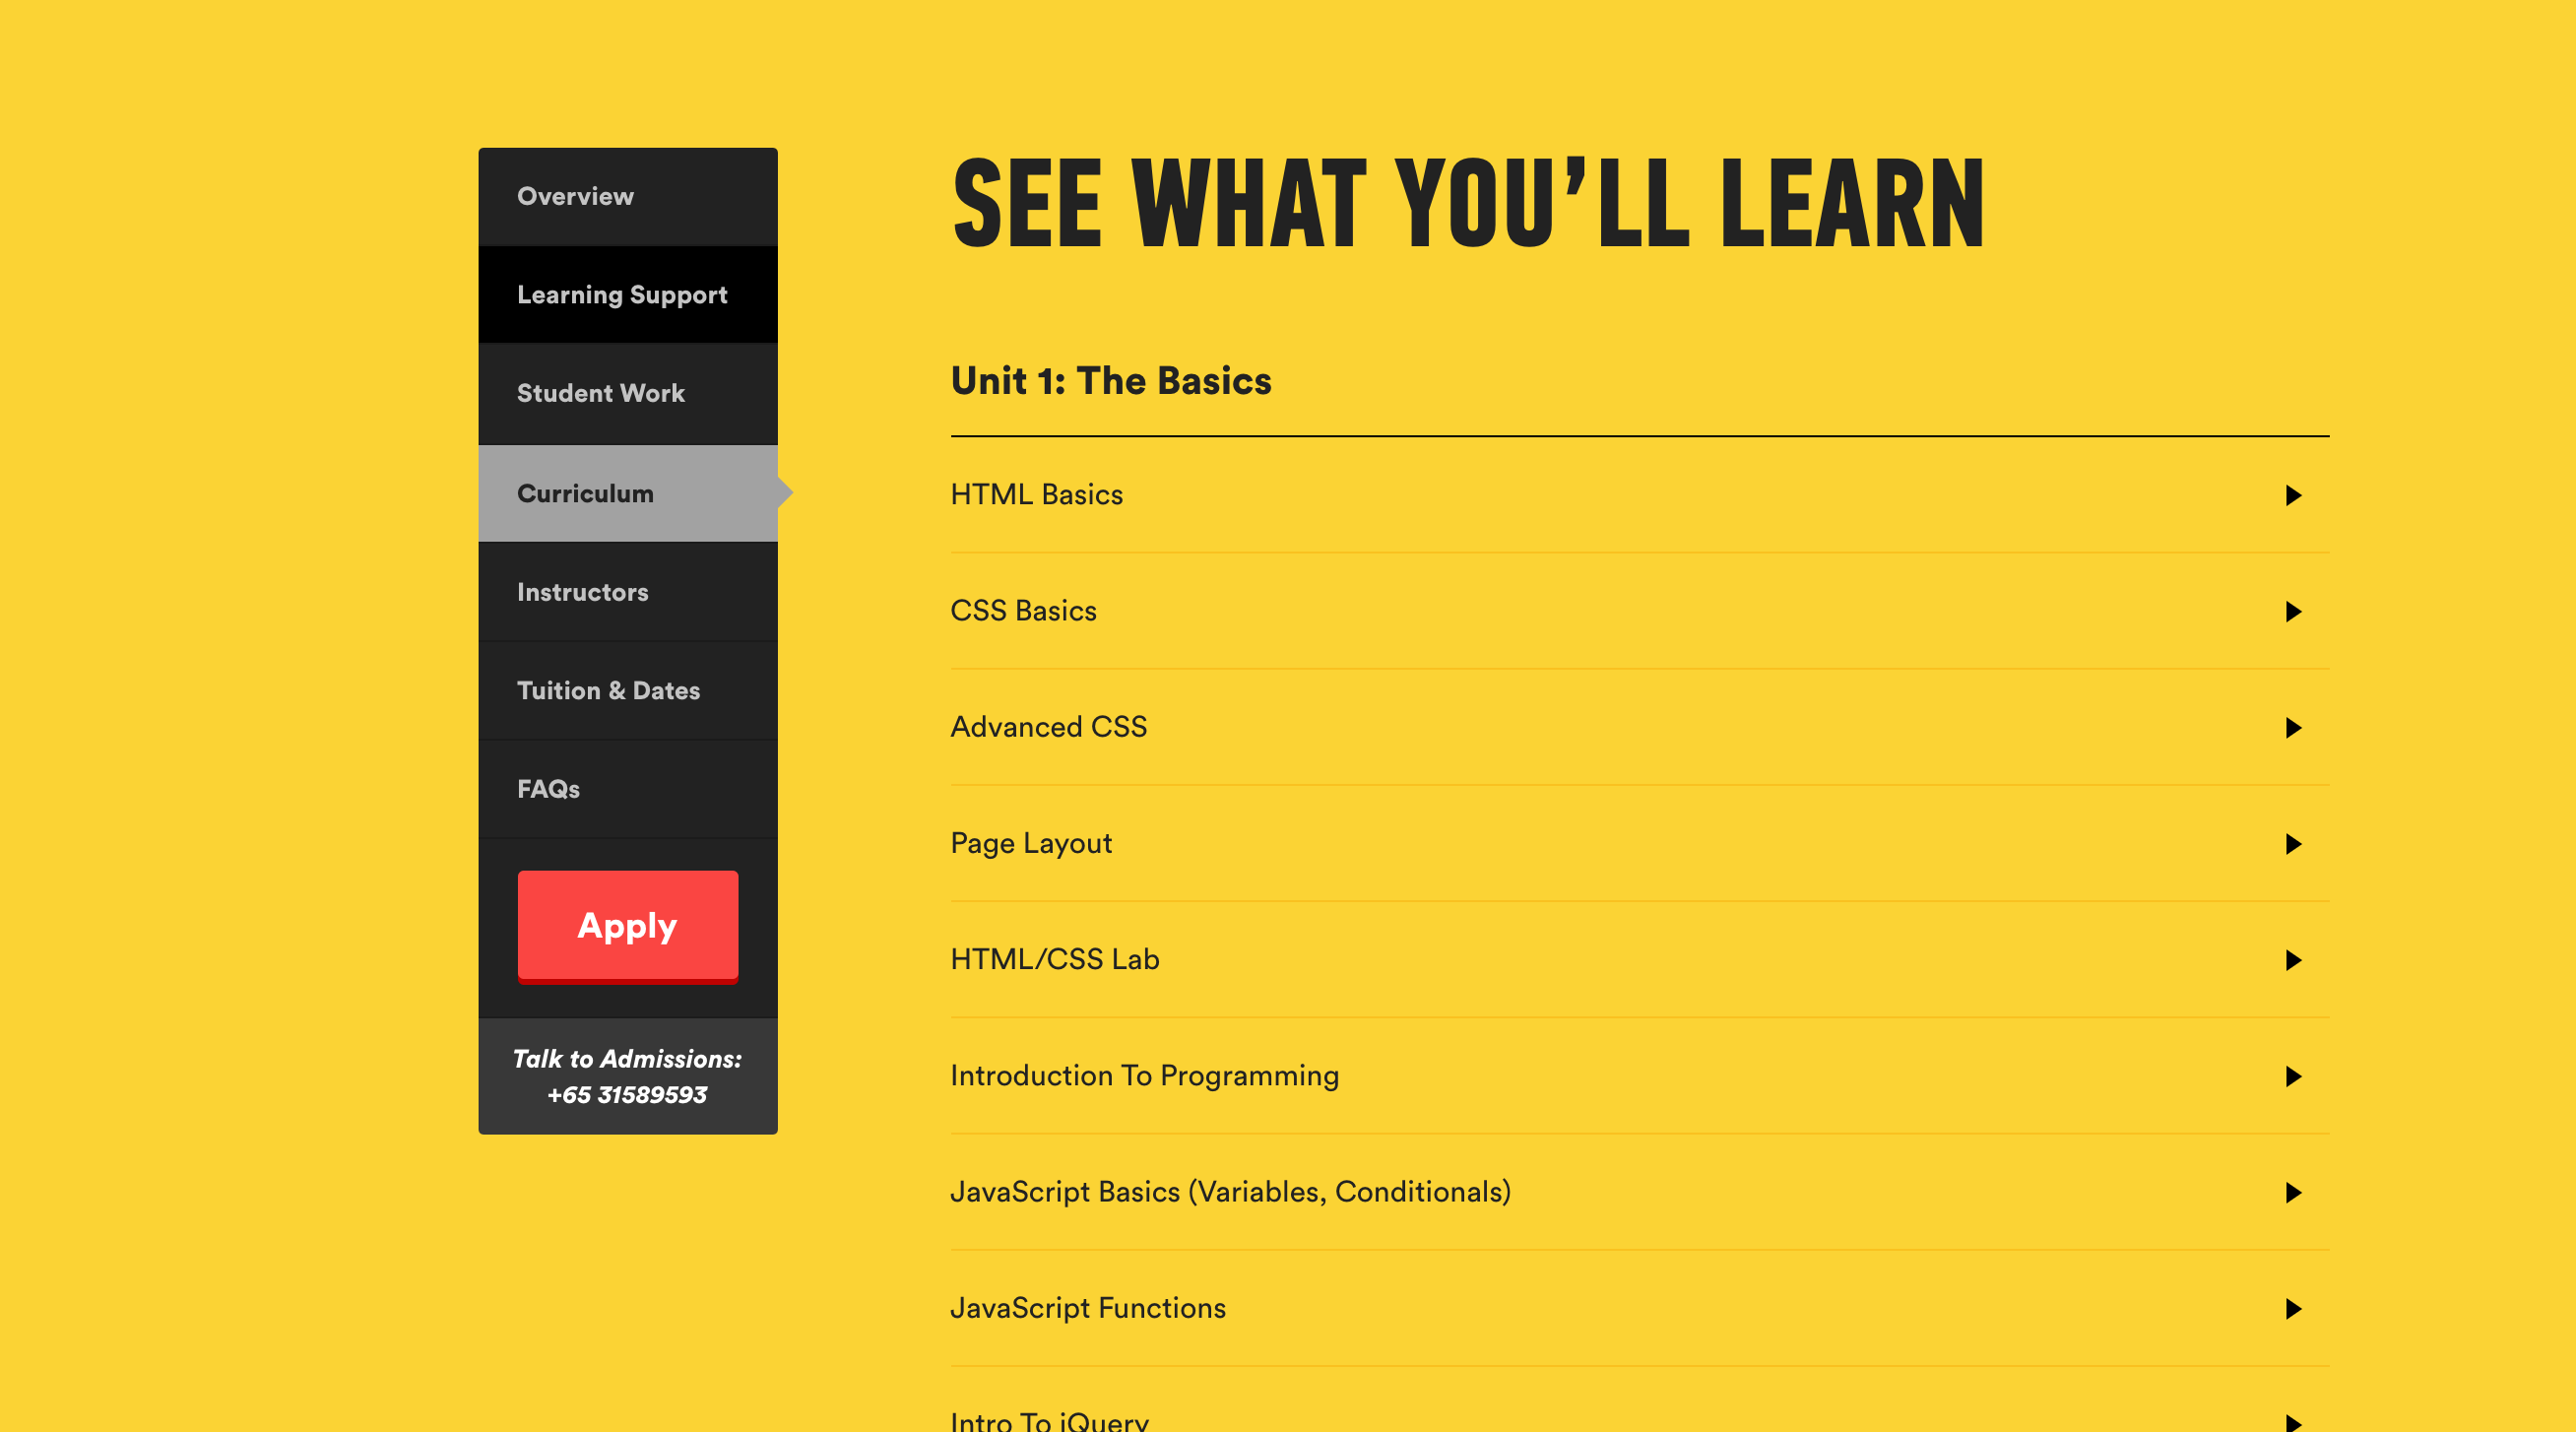 Overview
Learning Support
Student Work
Curriculum
Instructors
Tuition & Dates
FAQs
Apply
Talk to Admissions:
+65 31589593
SEE WHAT YOU’LL LEARN
Unit 1: The Basics
HTML Basics
CSS Basics
Advanced CSS
Page Layout
HTML/CSS Lab
Introduction To Programming
JavaScript Basics (Variables, Conditionals)
JavaScript Functions
Intro To jQuery